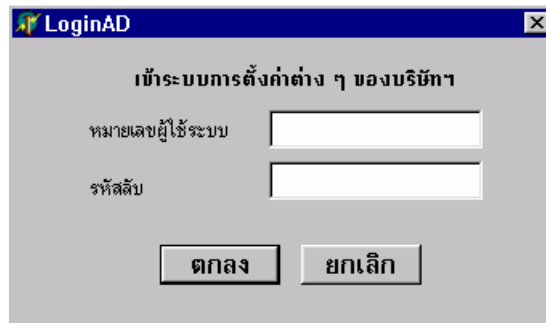 LoginAD
เข้าระบบการตั้งค่าต่าง ๆ ของบริษัทฯ
หมายเลขผู้ใช้ระบบ
รหัสลับ
ตกลง ยกเลิก